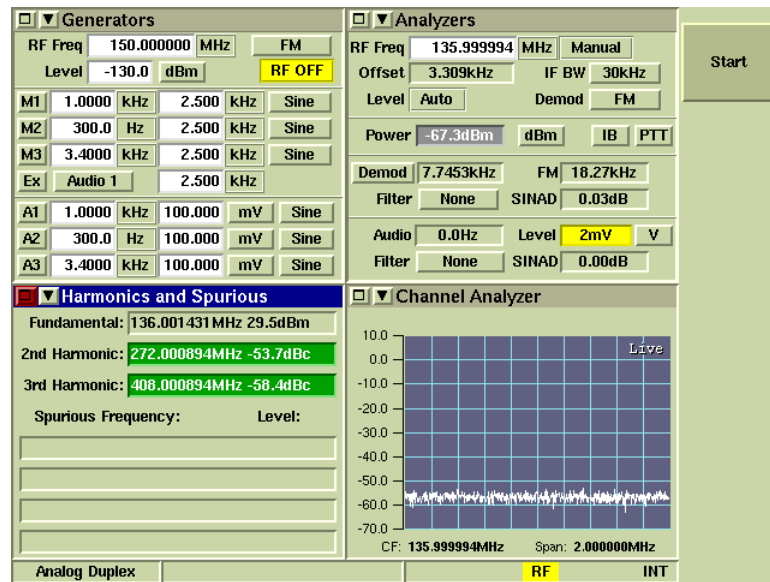 Generators
RF Freq 150.000000 MHz FM
Level -130.0 dBm RF OFF
M1 1.0000 kHz 2.500 kHz Sine
M2 300.0 Hz 2.500 kHz Sine
M3 3.4000 kHz 2.500 kHz Sine
Ex Audio 1 2.500 kHz
A1 1.0000 kHz 100.000 mV Sine
A2 300.0 Hz 100.000 mV Sine
A3 3.4000 kHz 100.000 mV Sine
Analyzers
RF Freq 135.999994 MHz Manual
Offset 3.309kHz IF BW 30kHz
Level Auto Demod FM
Power -67.3dBm dBm IB PTT
Demod 7.7453kHz FM 18.27kHz
Filter None SINAD 0.03dB
Audio 0.0Hz Level 2mV V
Filter None SINAD 0.00dB
Start
Harmonics and Spurious
Fundamental: 136.001431MHz 29.5dBm
2nd Harmonic: 272.000894MHz -53.7dBc
3rd Harmonic: 408.000894MHz -58.4dBc
Spurious Frequency: Level:
Channel Analyzer
Live
10.0
0.0
-10.0
-20.0
-30.0
-40.0
-50.0
-60.0
-70.0
CF: 135.999994MHz Span: 2.000000MHz
Analog Duplex RF INT